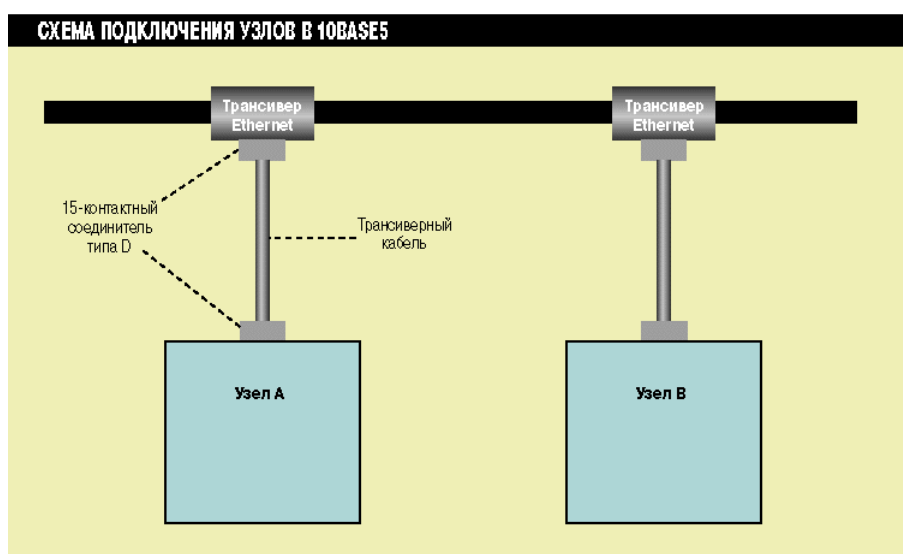 СХЕМА ПОДКЛЮЧЕНИЯ УЗЛОВ В 10BASE5
Трансивер
Ethernet
Трансивер
Ethernet
15-контактный
соединитель
типа D
Трансиверный
кабель
Узел A
Узел B